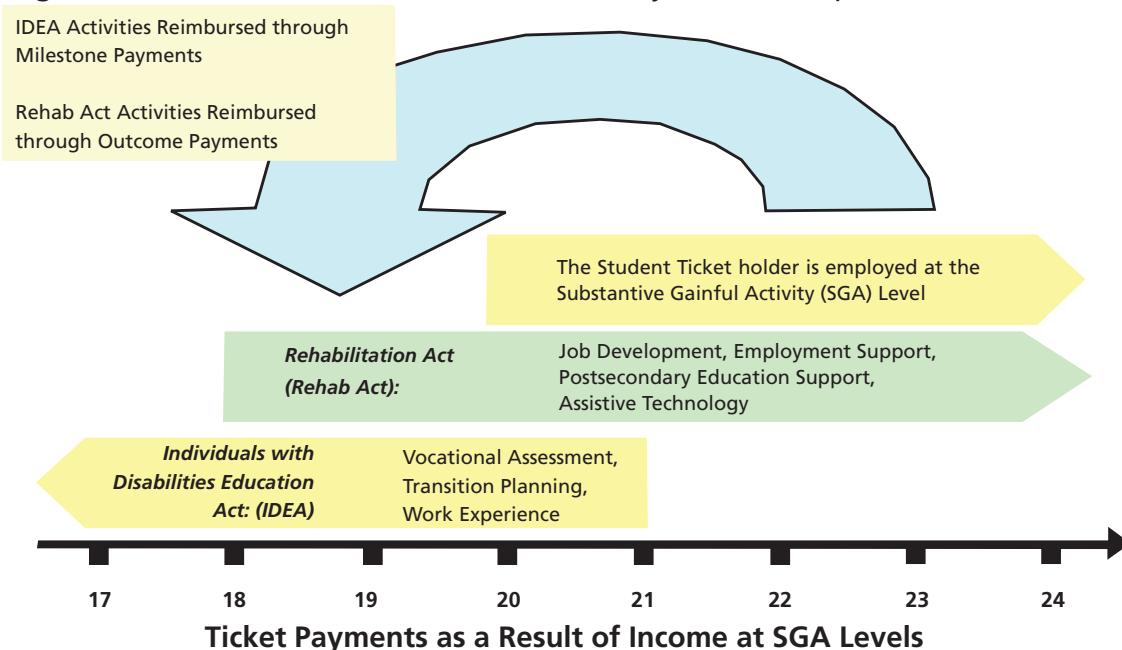 IDEA Activities Reimbursed through
Milestone Payments
Rehab Act Activities Reimbursed
through Outcome Payments
The Student Ticket holder is employed at the
Substantive Gainful Activity (SGA) Level
Rehabilitation Act
(Rehab Act):
Job Development, Employment Support,
Postsecondary Education Support,
Assistive Technology
Individuals with
Disabilities Education
Act: (IDEA)
Vocational Assessment,
Transition Planning,
Work Experience
17 18 19 20 21 22 23 24
Ticket Payments as a Result of Income at SGA Levels